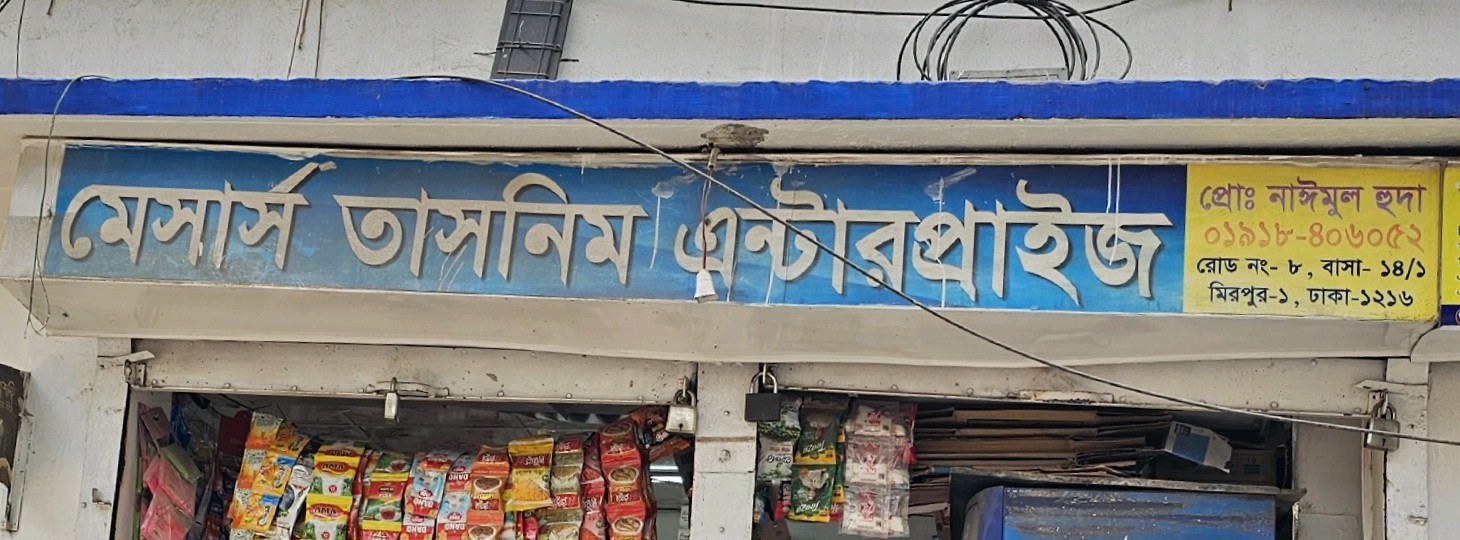 মেসার্স তাসনিম এন্টারপ্রাইজ
প্রোঃ নাঈমুল হুদা
০১৯১৮-৪০৬০৫২
রোড নং- ৮, বাসা- ১৪/১
মিরপুর-১, ঢাকা-১২১৬